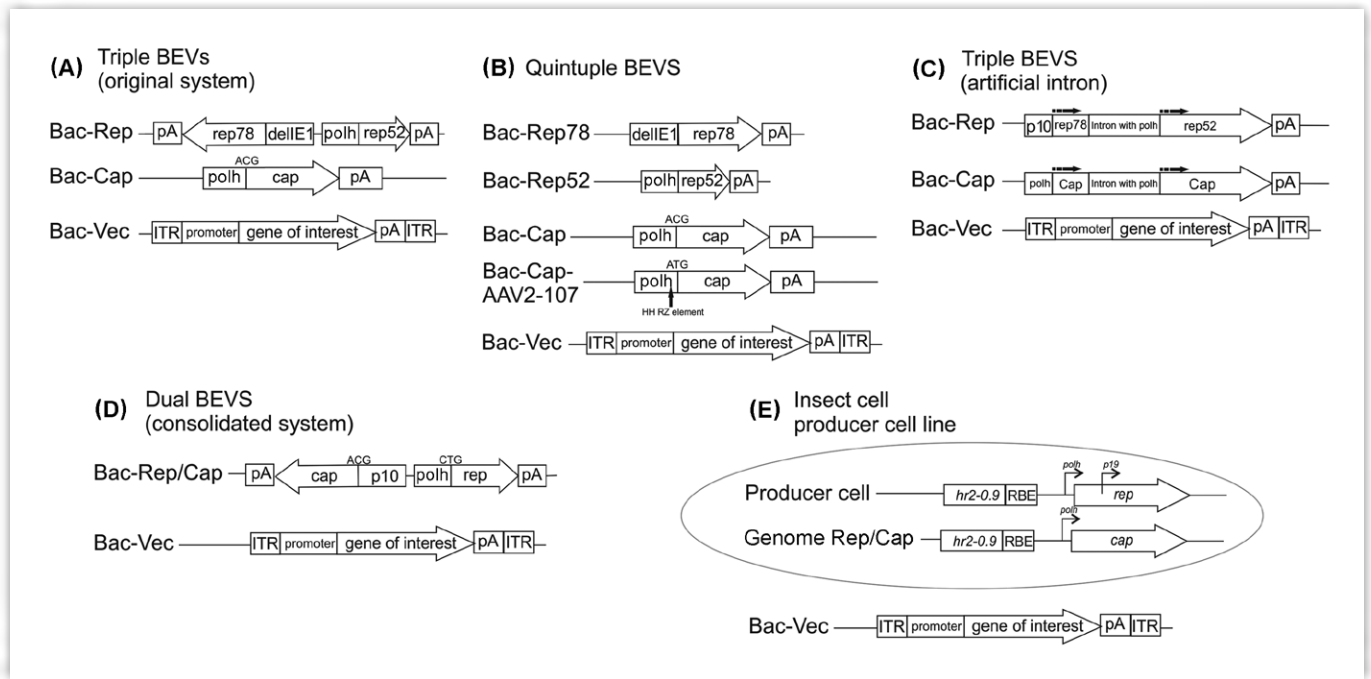 (A) Triple BEVs
(original system)
Bac-Rep pA rep78 dellE1 polh rep52 pA
ACG
Bac-Cap polh cap pA
Bac-Vec ITR promoter gene of interest pA ITR
(B) Quintuple BEVS
Bac-Rep78 dellE1 rep78 pA
Bac-Rep52 polh rep52 pA
ACG
Bac-Cap polh cap pA
ATG
Bac-Cap-
AAV2-107 polh cap pA
HH RZ element
Bac-Vec ITR promoter gene of interest pA ITR
(C) Triple BEVS
(artificial intron)
Bac-Rep p10 rep78 Intron with polh rep52 pA
Bac-Cap polh Cap Intron with polh Cap pA
Bac-Vec ITR promoter gene of interest pA ITR
(D) Dual BEVS
(consolidated system)
ACG CTG
Bac-Rep/Cap pA cap p10 polh rep pA
Bac-Vec ITR promoter gene of interest pA ITR
(E) Insect cell
producer cell line
polh p19
Producer cell hr2-0.9 RBE rep
polh
Genome Rep/Cap hr2-0.9 RBE cap
Bac-Vec ITR promoter gene of interest pA ITR